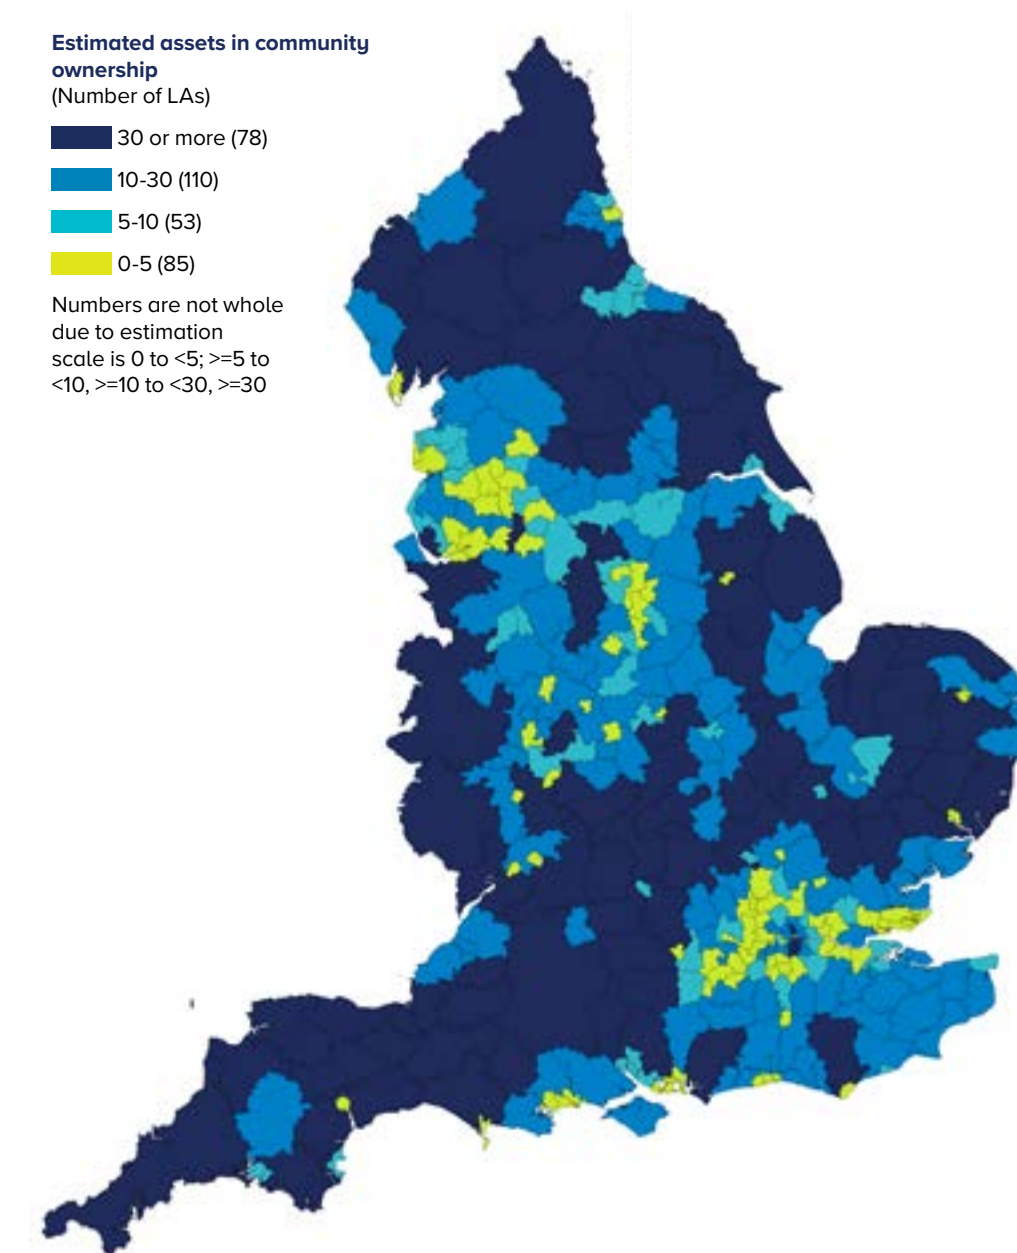 Estimated assets in community
ownership
(Number of LAs)
30 or more (78)
10-30 (110)
5-10 (53)
0-5 (85)
Numbers are not whole
due to estimation
scale is 0 to <5; >=5 to
<10, >=10 to <30, >=30